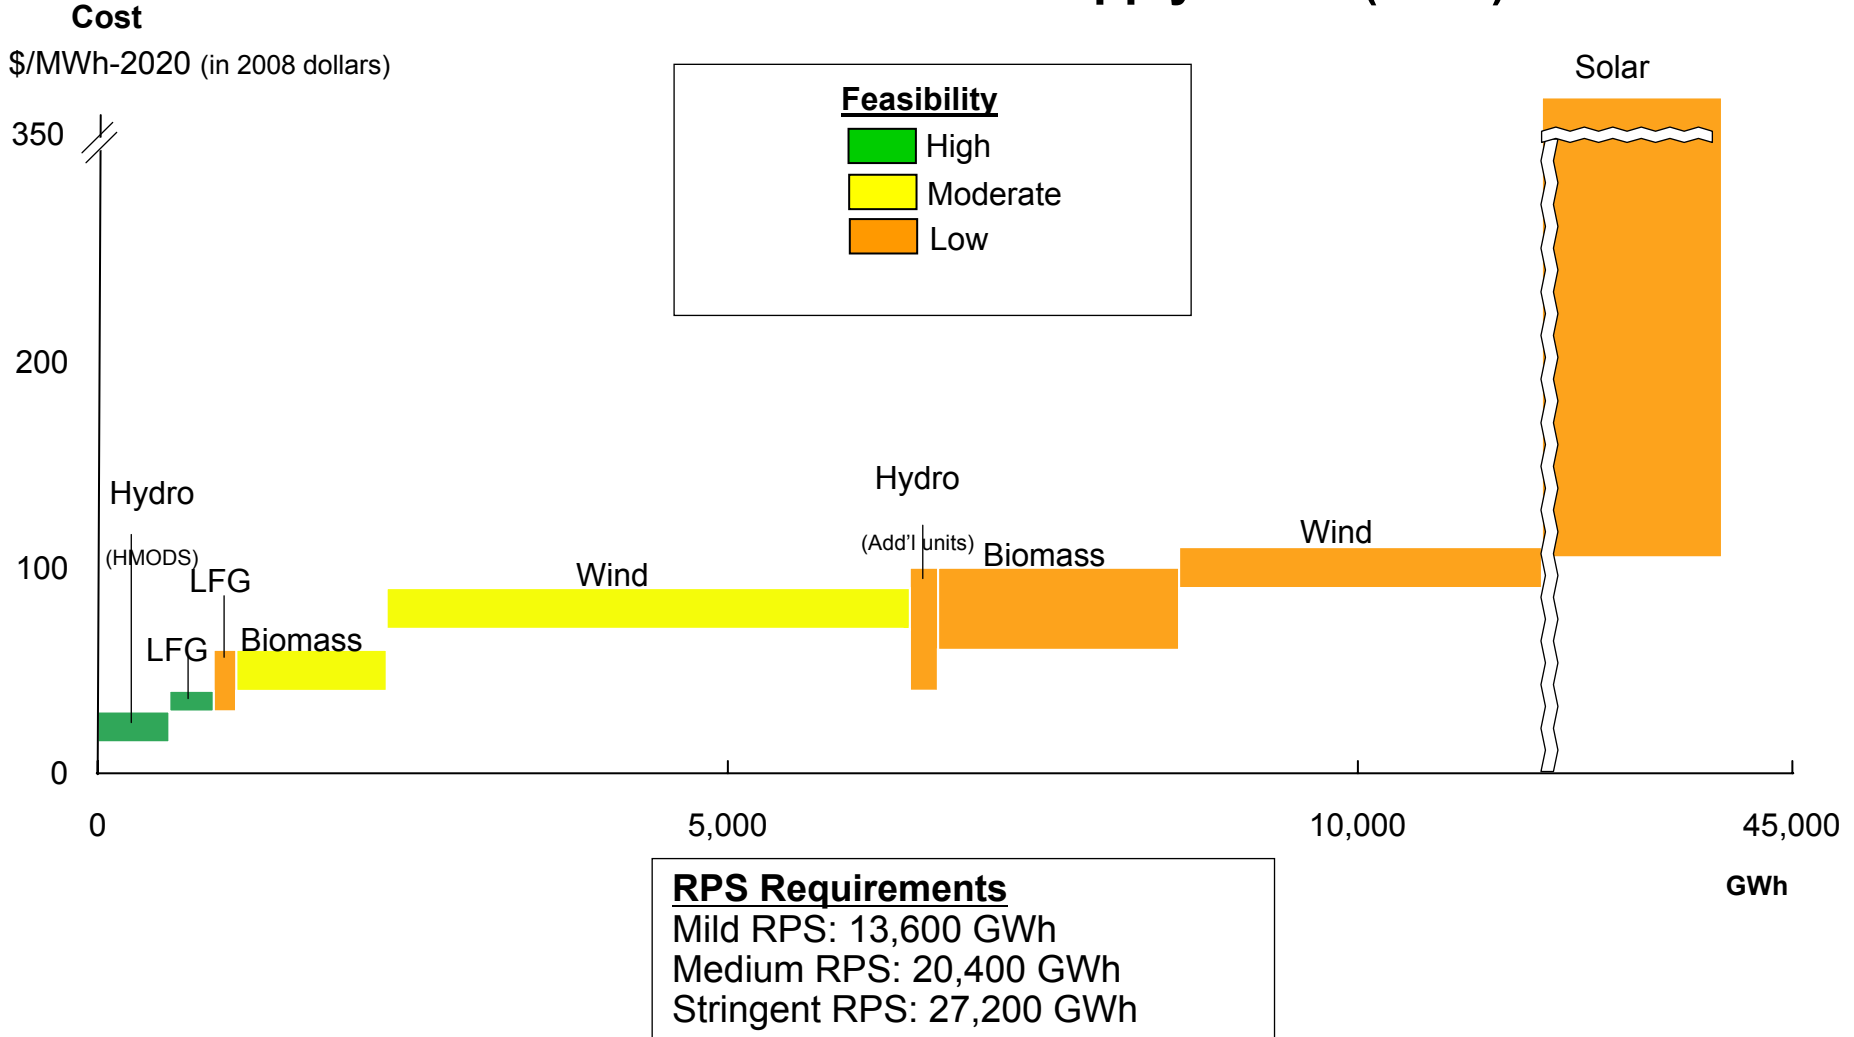 Cost
$/MWh-2020 (in 2008 dollars)
Solar
Feasibility
High
Moderate
Low
350
200
100
0
Hydro
(HMODS)
LFG
LFG
Biomass
Wind
Hydro
(Add'l units)
Biomass
Wind
0
5,000
10,000
45,000
GWh
RPS Requirements
Mild RPS: 13,600 GWh
Medium RPS: 20,400 GWh
Stringent RPS: 27,200 GWh